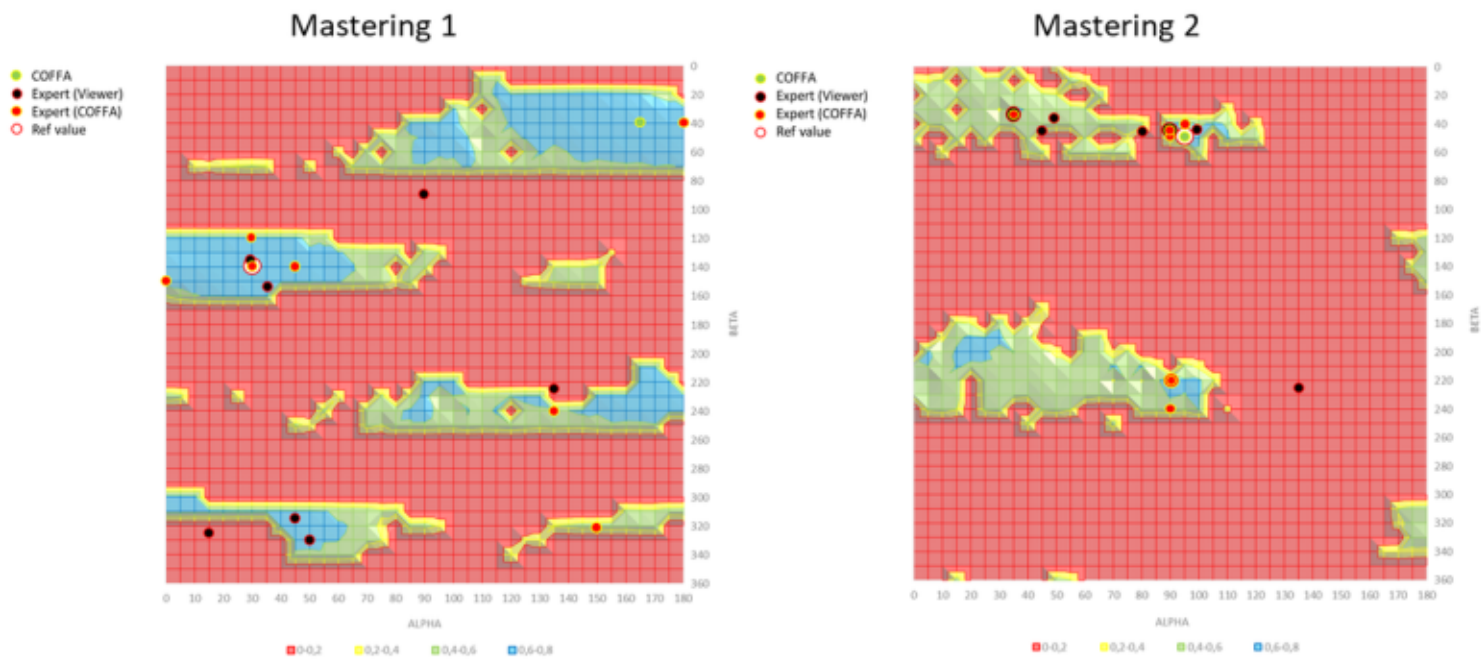 Mastering 1
COFFA
Expert (Viewer)
Expert (COFFA)
Ref value
0
20
40
60
80
100
120
140
160
180
200
220
240
260
280
300
320
340
360
BETA
0 10 20 30 40 50 60 70 80 90 100 110 120 130 140 150 160 170 180
ALPHA
0-0,2 0,2-0,4 0,4-0,6 0,6-0,8
Mastering 2
COFFA
Expert (Viewer)
Expert (COFFA)
Ref value
0
20
40
60
80
100
120
140
160
180
200
220
240
260
280
300
320
340
360
BETA
0 10 20 30 40 50 60 70 80 90 100 110 120 130 140 150 160 170 180
ALPHA
0-0,2 0,2-0,4 0,4-0,6 0,6-0,8